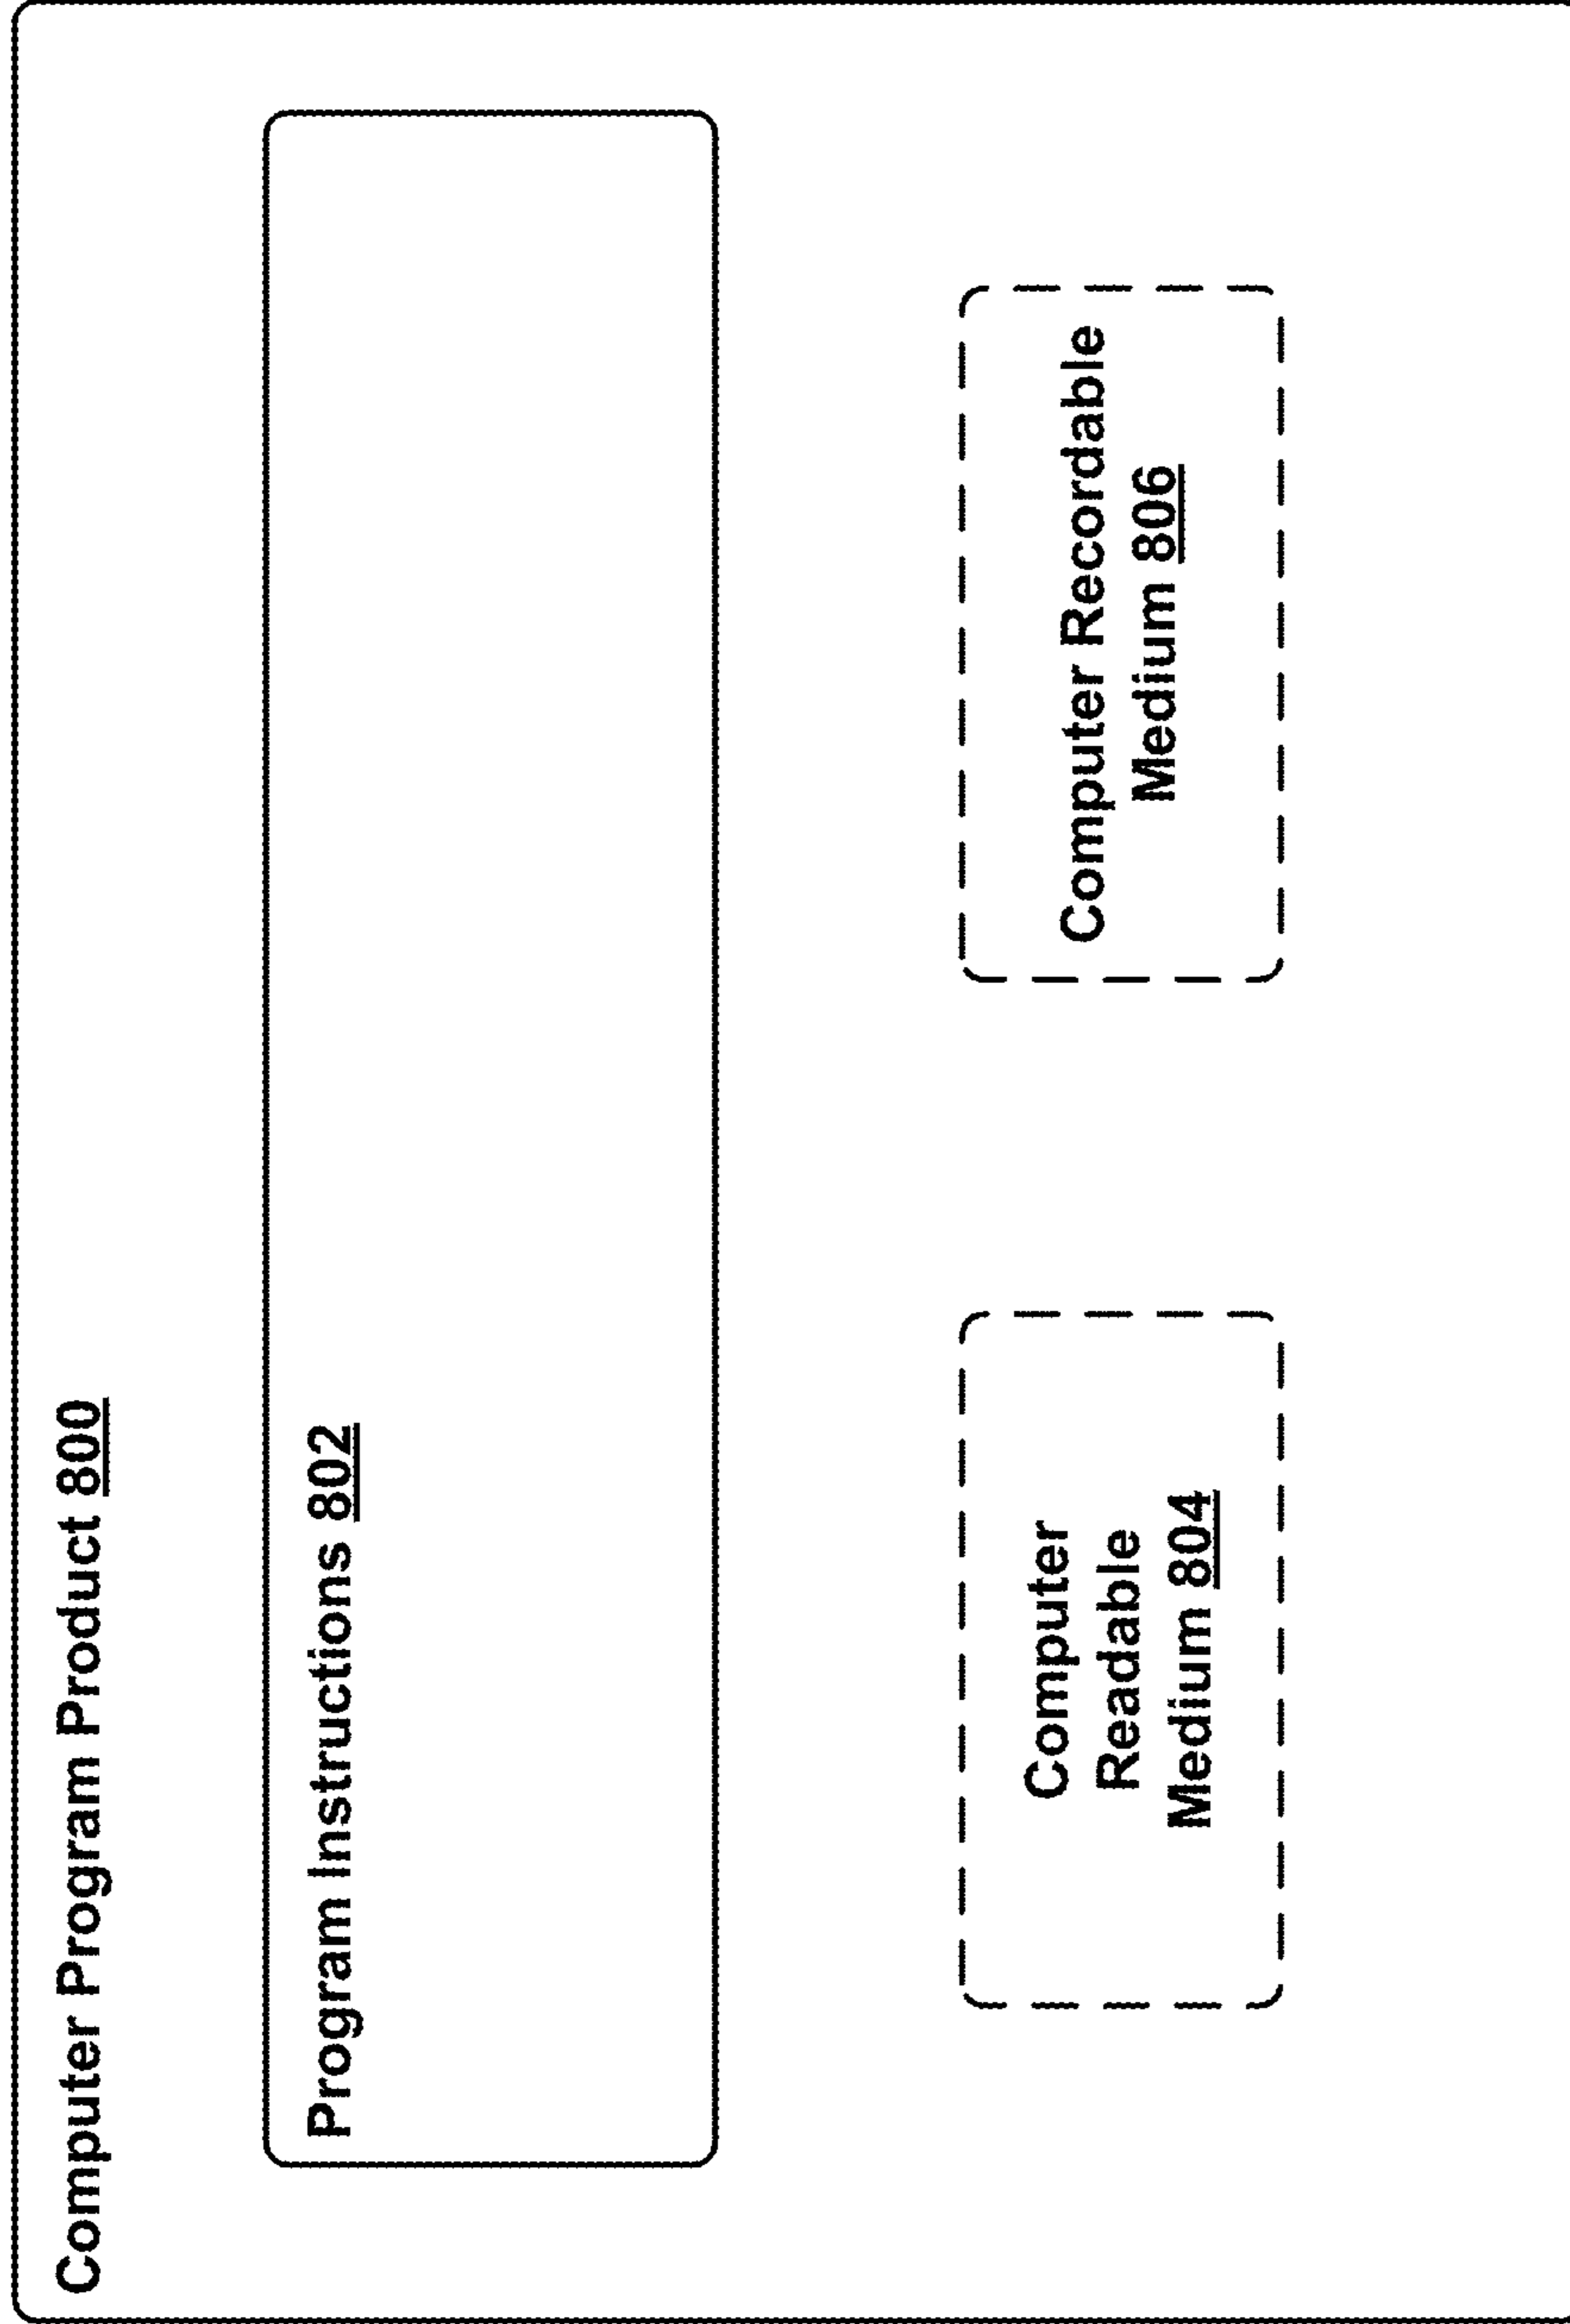 Computer Program Product 800
Program Instructions 802
Computer
Readable
Medium 804
Computer Recordable
Medium 806